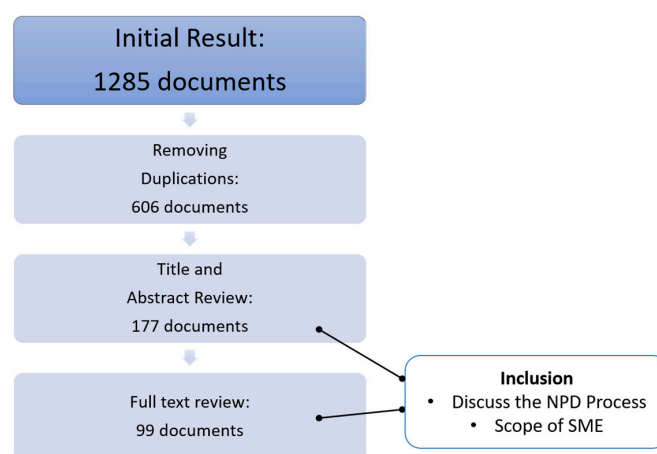 Initial Result:
1285 documents
Removing
Duplications:
606 documents
Title and
Abstract Review:
177 documents
Full text review:
99 documents
Inclusion
• Discuss the NPD Process
• Scope of SME